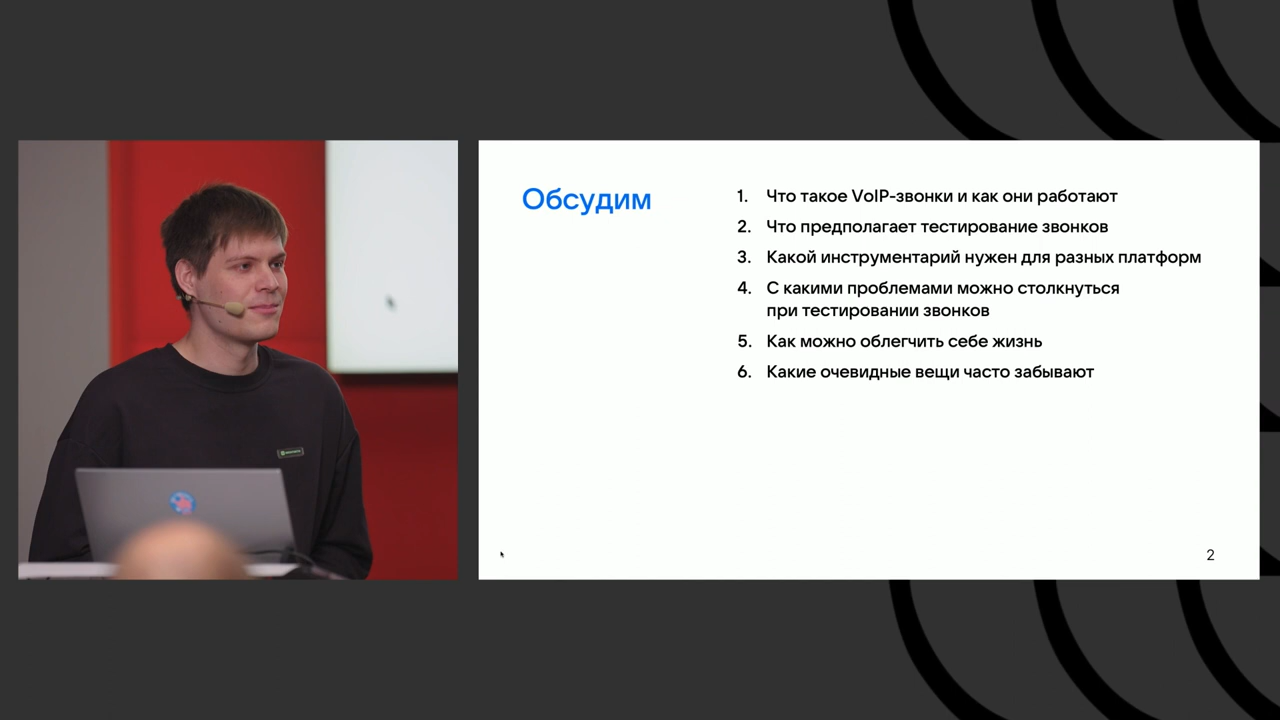 Обсудим
1. Что такое VoIP-звонки и как они работают
2. Что предполагает тестирование звонков
3. Какой инструментарий нужен для разных платформ
4. С какими проблемами можно столкнуться
при тестировании звонков
5. Как можно облегчить себе жизнь
6. Какие очевидные вещи часто забывают
2